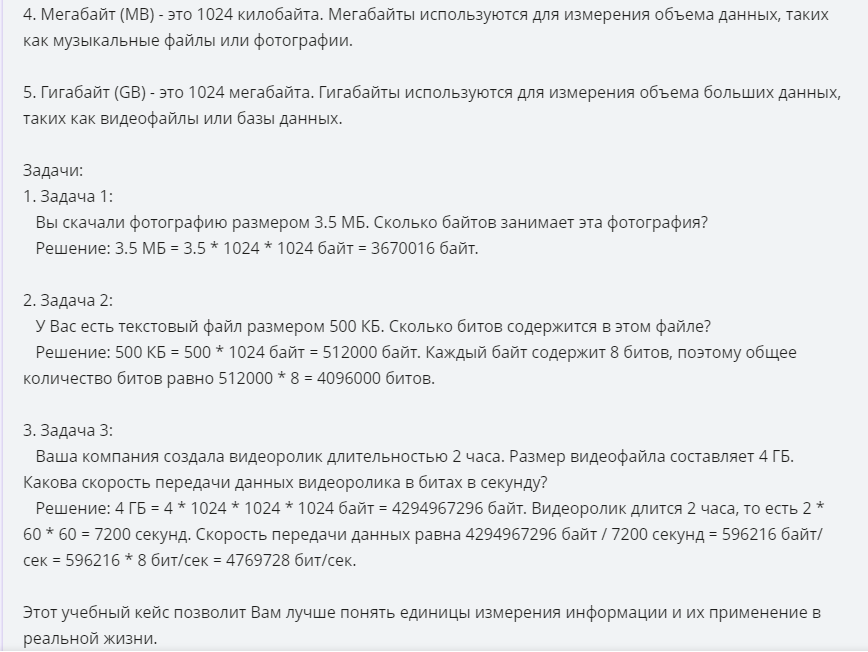 4. Мегабайт (MB) - это 1024 килобайта. Мегабайты используются для измерения объема данных, таких
как музыкальные файлы или фотографии.
5. Гигабайт (GB) - это 1024 мегабайта. Гигабайты используются для измерения объема больших данных,
таких как видеофайлы или базы данных.
Задачи:
1. Задача 1:
Вы скачали фотографию размером 3.5 МБ. Сколько байтов занимает эта фотография?
Решение: 3.5 МБ = 3.5 * 1024 * 1024 байт = 3670016 байт.
2. Задача 2:
У Вас есть текстовый файл размером 500 КБ. Сколько битов содержится в этом файле?
Решение: 500 КБ = 500 * 1024 байт = 512000 байт. Каждый байт содержит 8 битов, поэтому общее
количество битов равно 512000 * 8 = 4096000 битов.
3. Задача 3:
Ваша компания создала видеоролик длительностью 2 часа. Размер видеофайла составляет 4 ГБ.
Какова скорость передачи данных видеоролика в битах в секунду?
Решение: 4 ГБ = 4 * 1024 * 1024 * 1024 байт = 4294967296 байт. Видеоролик длится 2 часа, то есть 2 *
60 * 60 = 7200 секунд. Скорость передачи данных равна 4294967296 байт / 7200 секунд = 596216 байт/
сек = 596216 * 8 бит/сек = 4769728 бит/сек.
Этот учебный кейс позволит Вам лучше понять единицы измерения информации и их применение в
реальной жизни.